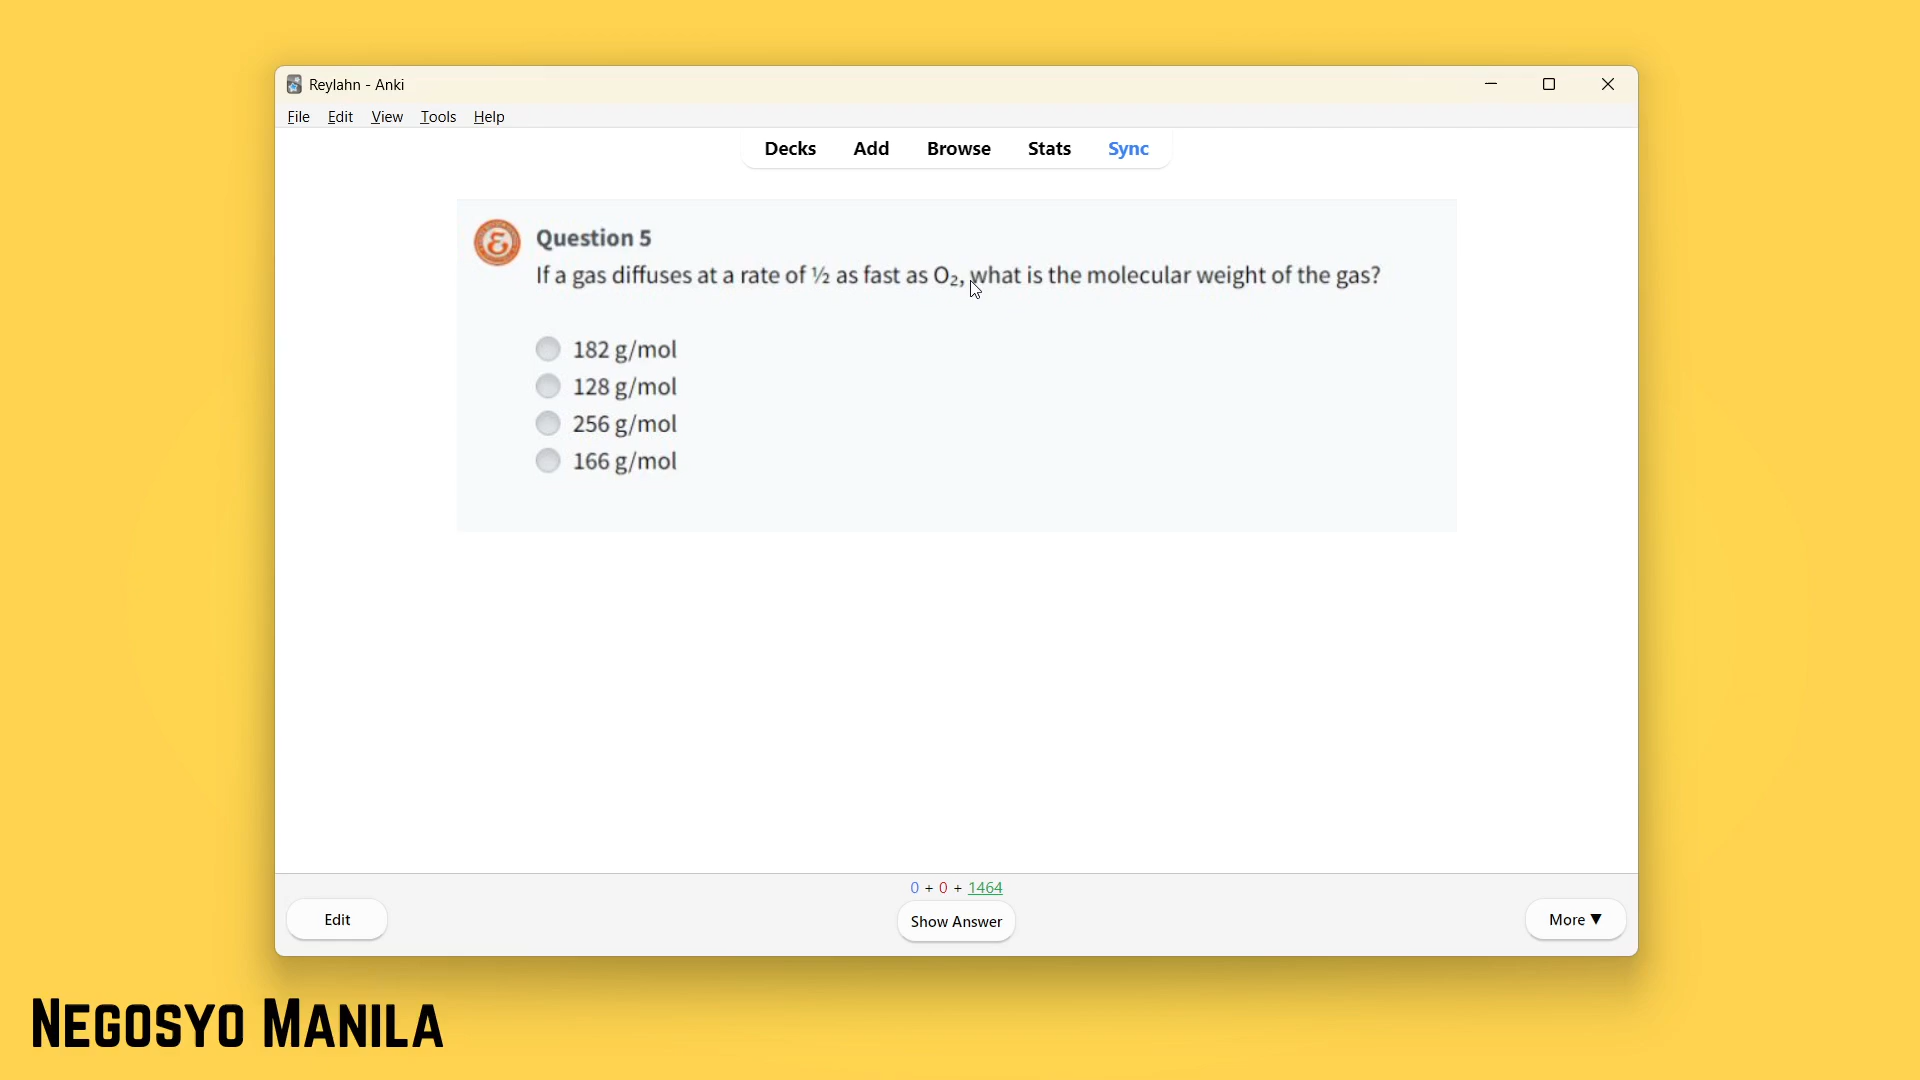 Reylahn - Anki
File Edit View Tools Help
Decks Add Browse Stats Sync
Question 5
If a gas diffuses at a rate of ½ as fast as O₂, what is the molecular weight of the gas?
182 g/mol
128 g/mol
256 g/mol
166 g/mol
0 + 0 + 1464
Edit Show Answer More ▼
NEGOSYO MANILA